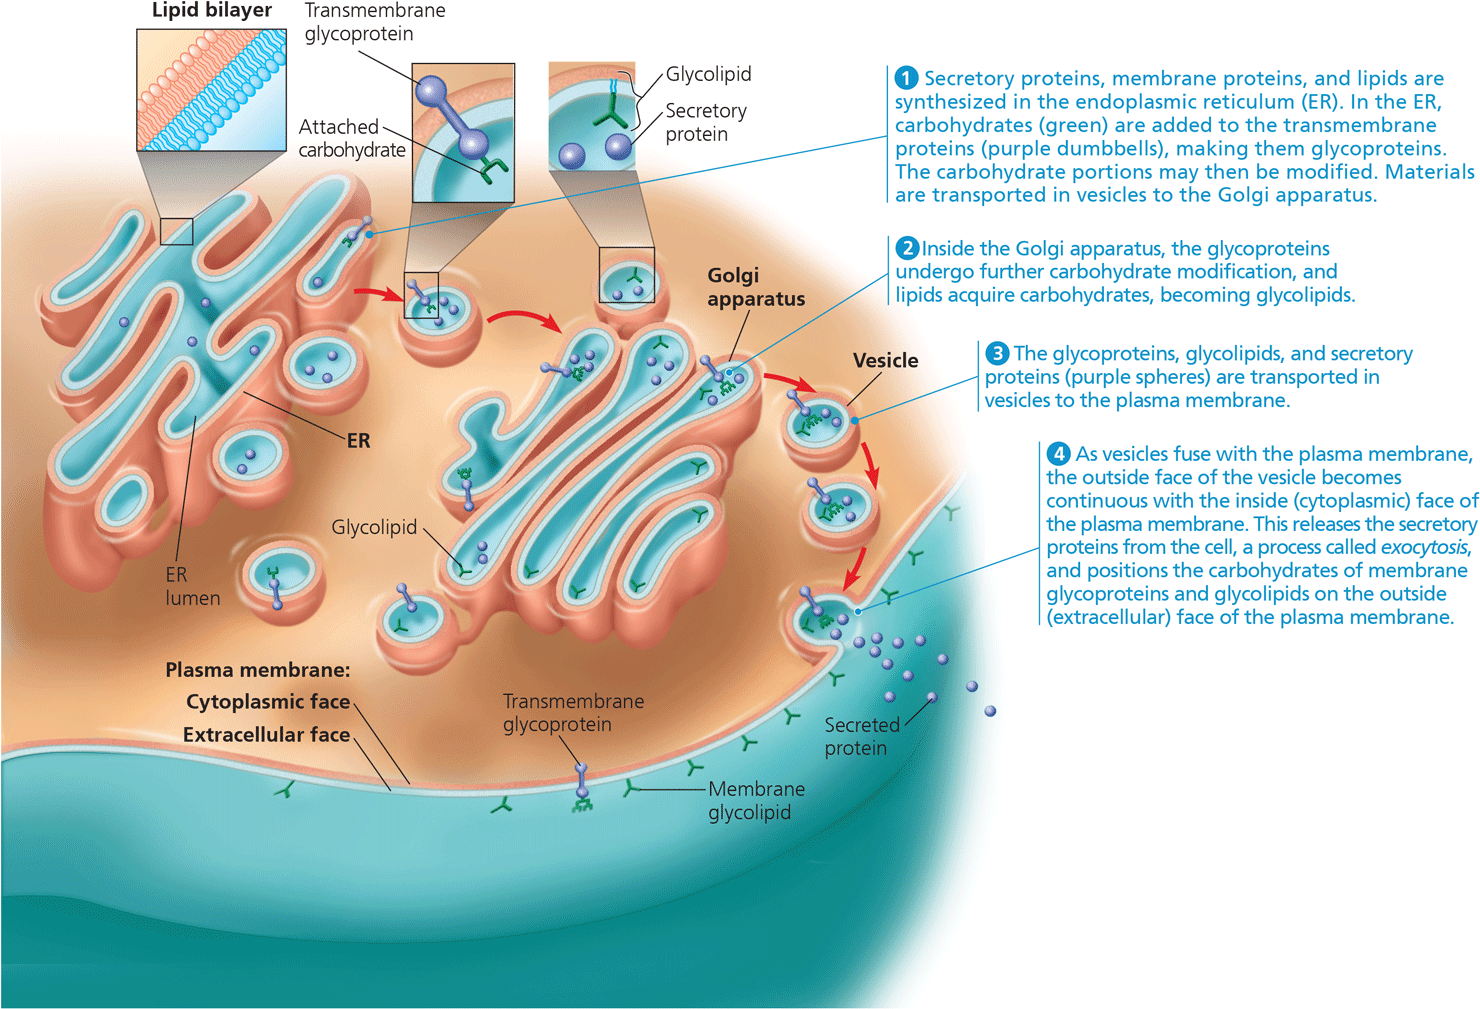 Lipid bilayer
Transmembrane
glycoprotein
Attached
carbohydrate
Glycolipid
Secretory
protein
1 Secretory proteins, membrane proteins, and lipids are
synthesized in the endoplasmic reticulum (ER). In the ER,
carbohydrates (green) are added to the transmembrane
proteins (purple dumbbells), making them glycoproteins.
The carbohydrate portions may then be modified. Materials
are transported in vesicles to the Golgi apparatus.
2 Inside the Golgi apparatus, the glycoproteins
undergo further carbohydrate modification, and
lipids acquire carbohydrates, becoming glycolipids.
Golgi
apparatus
3 The glycoproteins, glycolipids, and secretory
proteins (purple spheres) are transported in
vesicles to the plasma membrane.
Vesicle
ER
4 As vesicles fuse with the plasma membrane,
the outside face of the vesicle becomes
continuous with the inside (cytoplasmic) face of
the plasma membrane. This releases the secretory
proteins from the cell, a process called exocytosis,
and positions the carbohydrates of membrane
glycoproteins and glycolipids on the outside
(extracellular) face of the plasma membrane.
Glycolipid
ER
lumen
Plasma membrane:
Cytoplasmic face
Extracellular face
Transmembrane
glycoprotein
Secreted
protein
Membrane
glycolipid